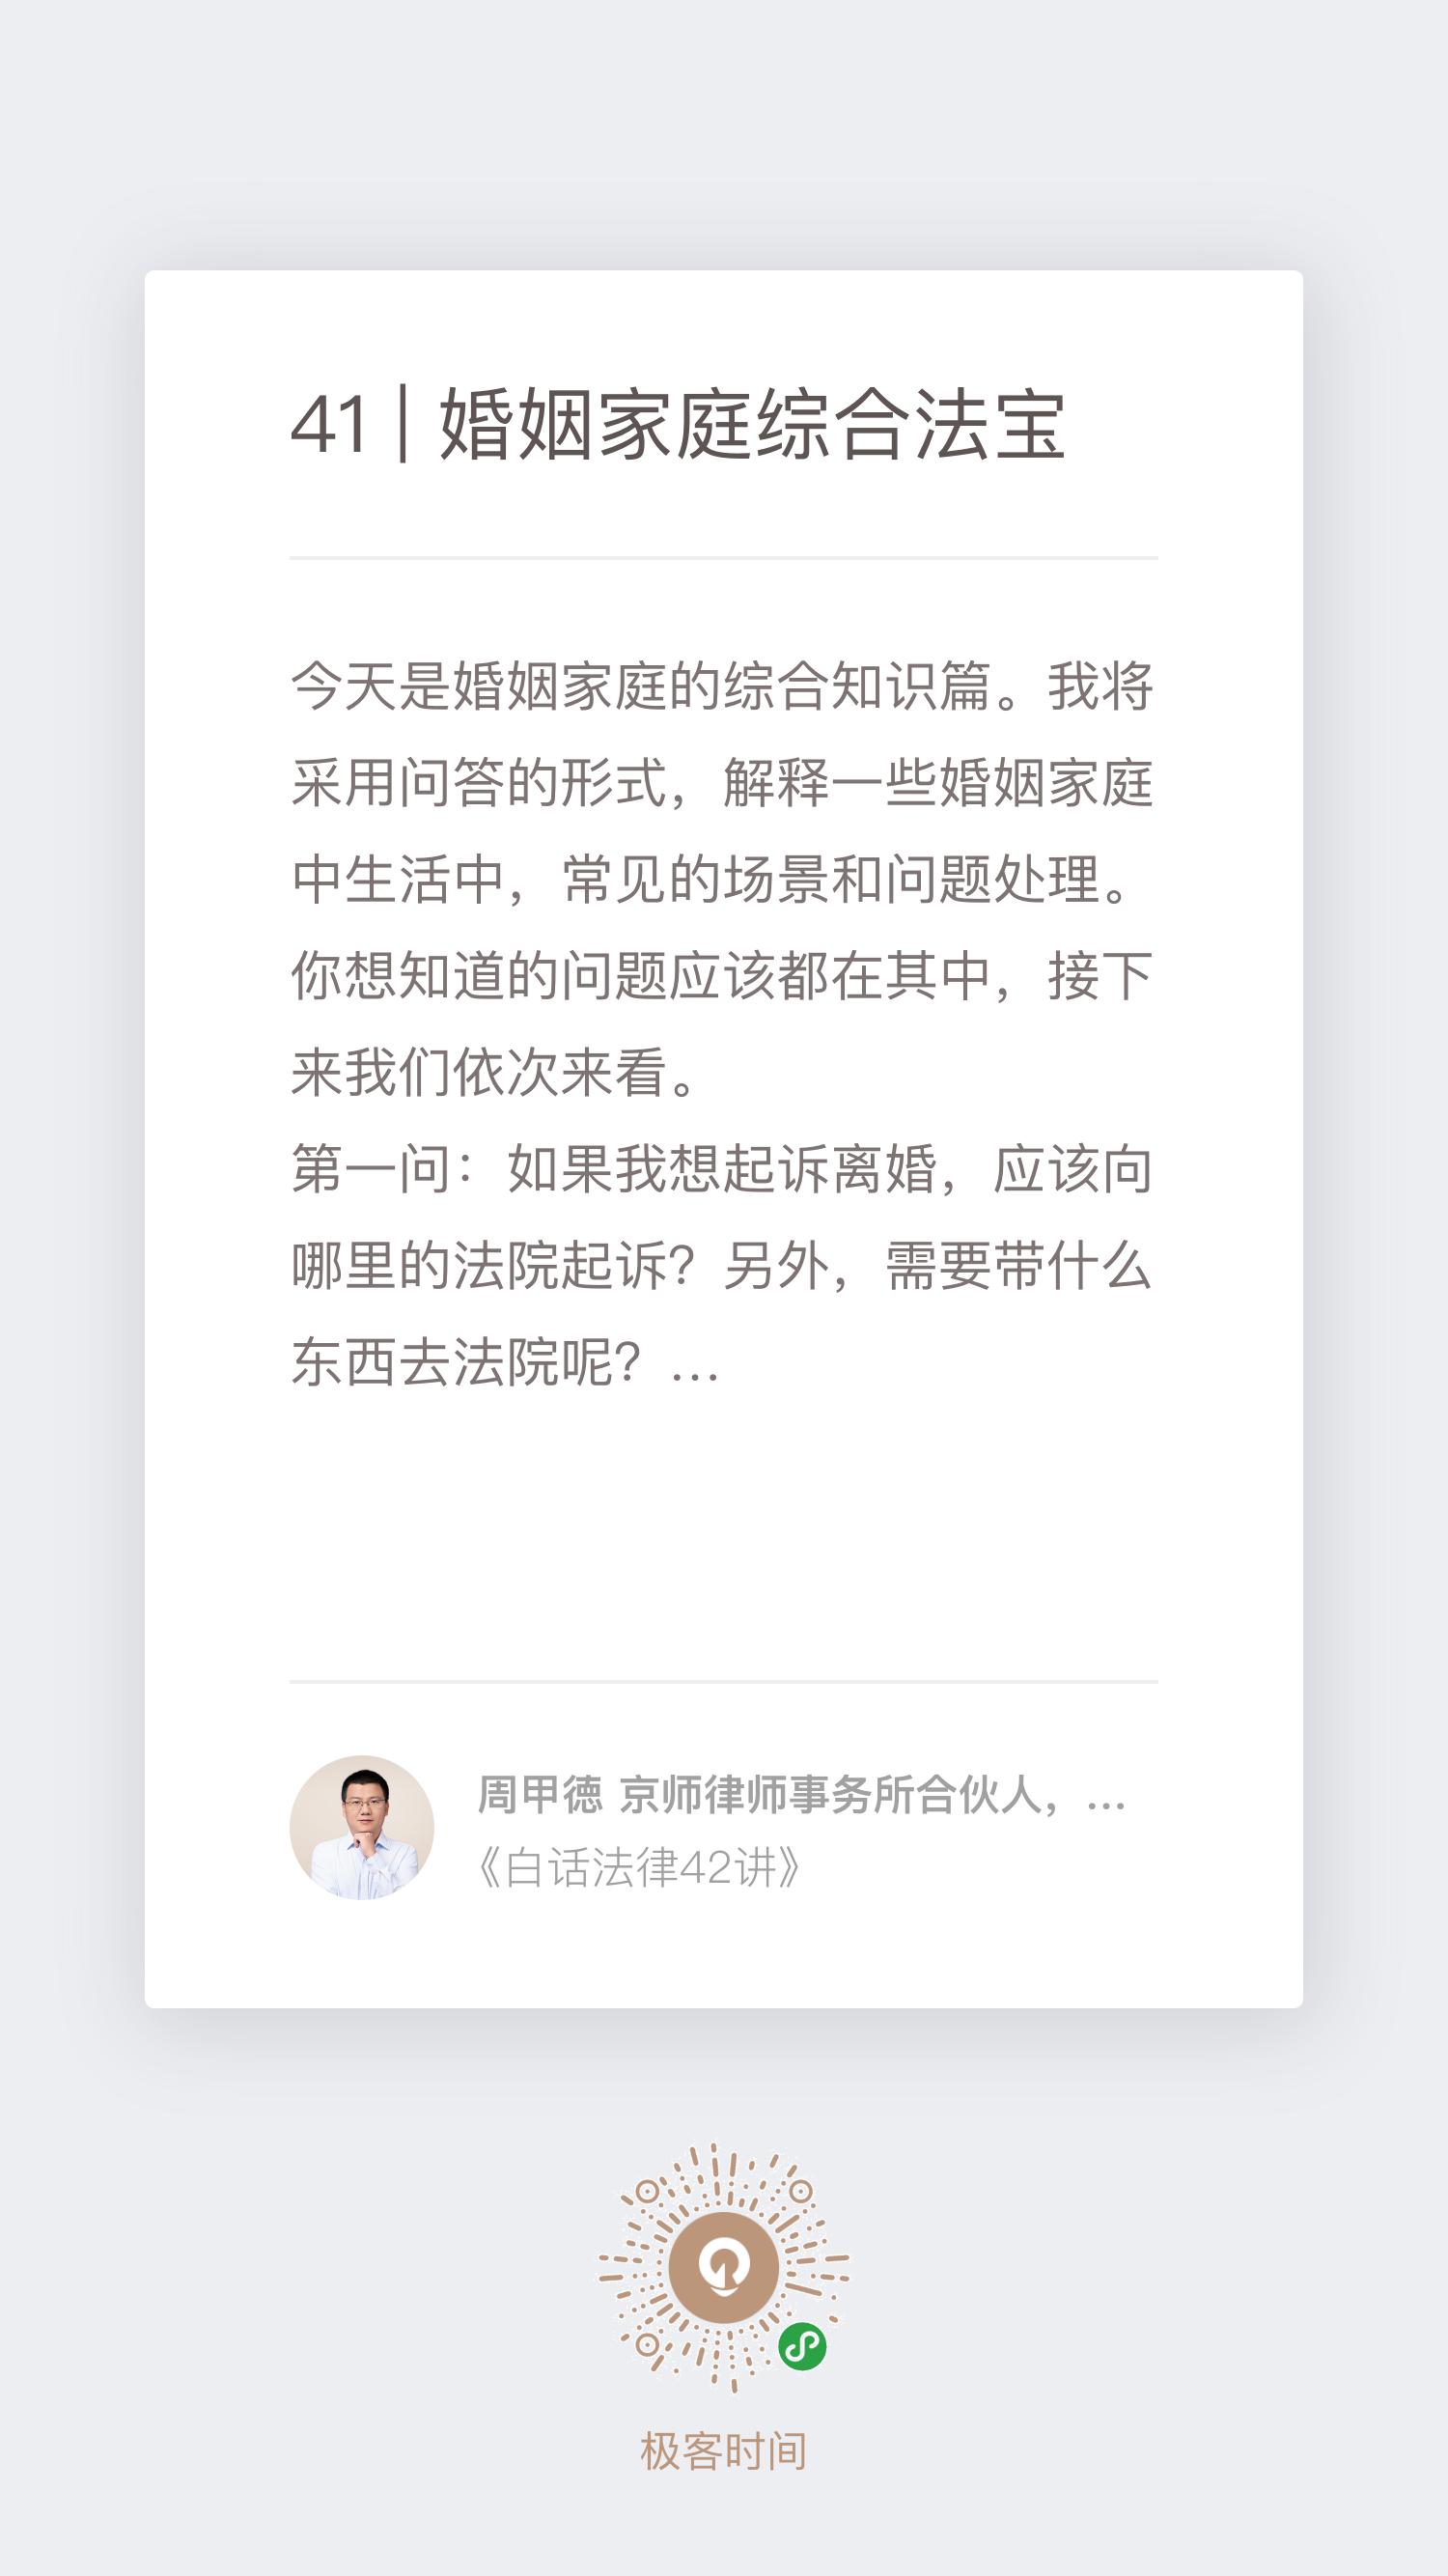 41 | 婚姻家庭综合法宝
今天是婚姻家庭的综合知识篇。我将
采用问答的形式，解释一些婚姻家庭
中生活中，常见的场景和问题处理。
你想知道的问题应该都在其中，接下
来我们依次来看。
第一问：如果我想起诉离婚，应该向
哪里的法院起诉？另外，需要带什么
东西去法院呢？...
周甲德 京师律师事务所合伙人，...
《白话法律42讲》
极客时间